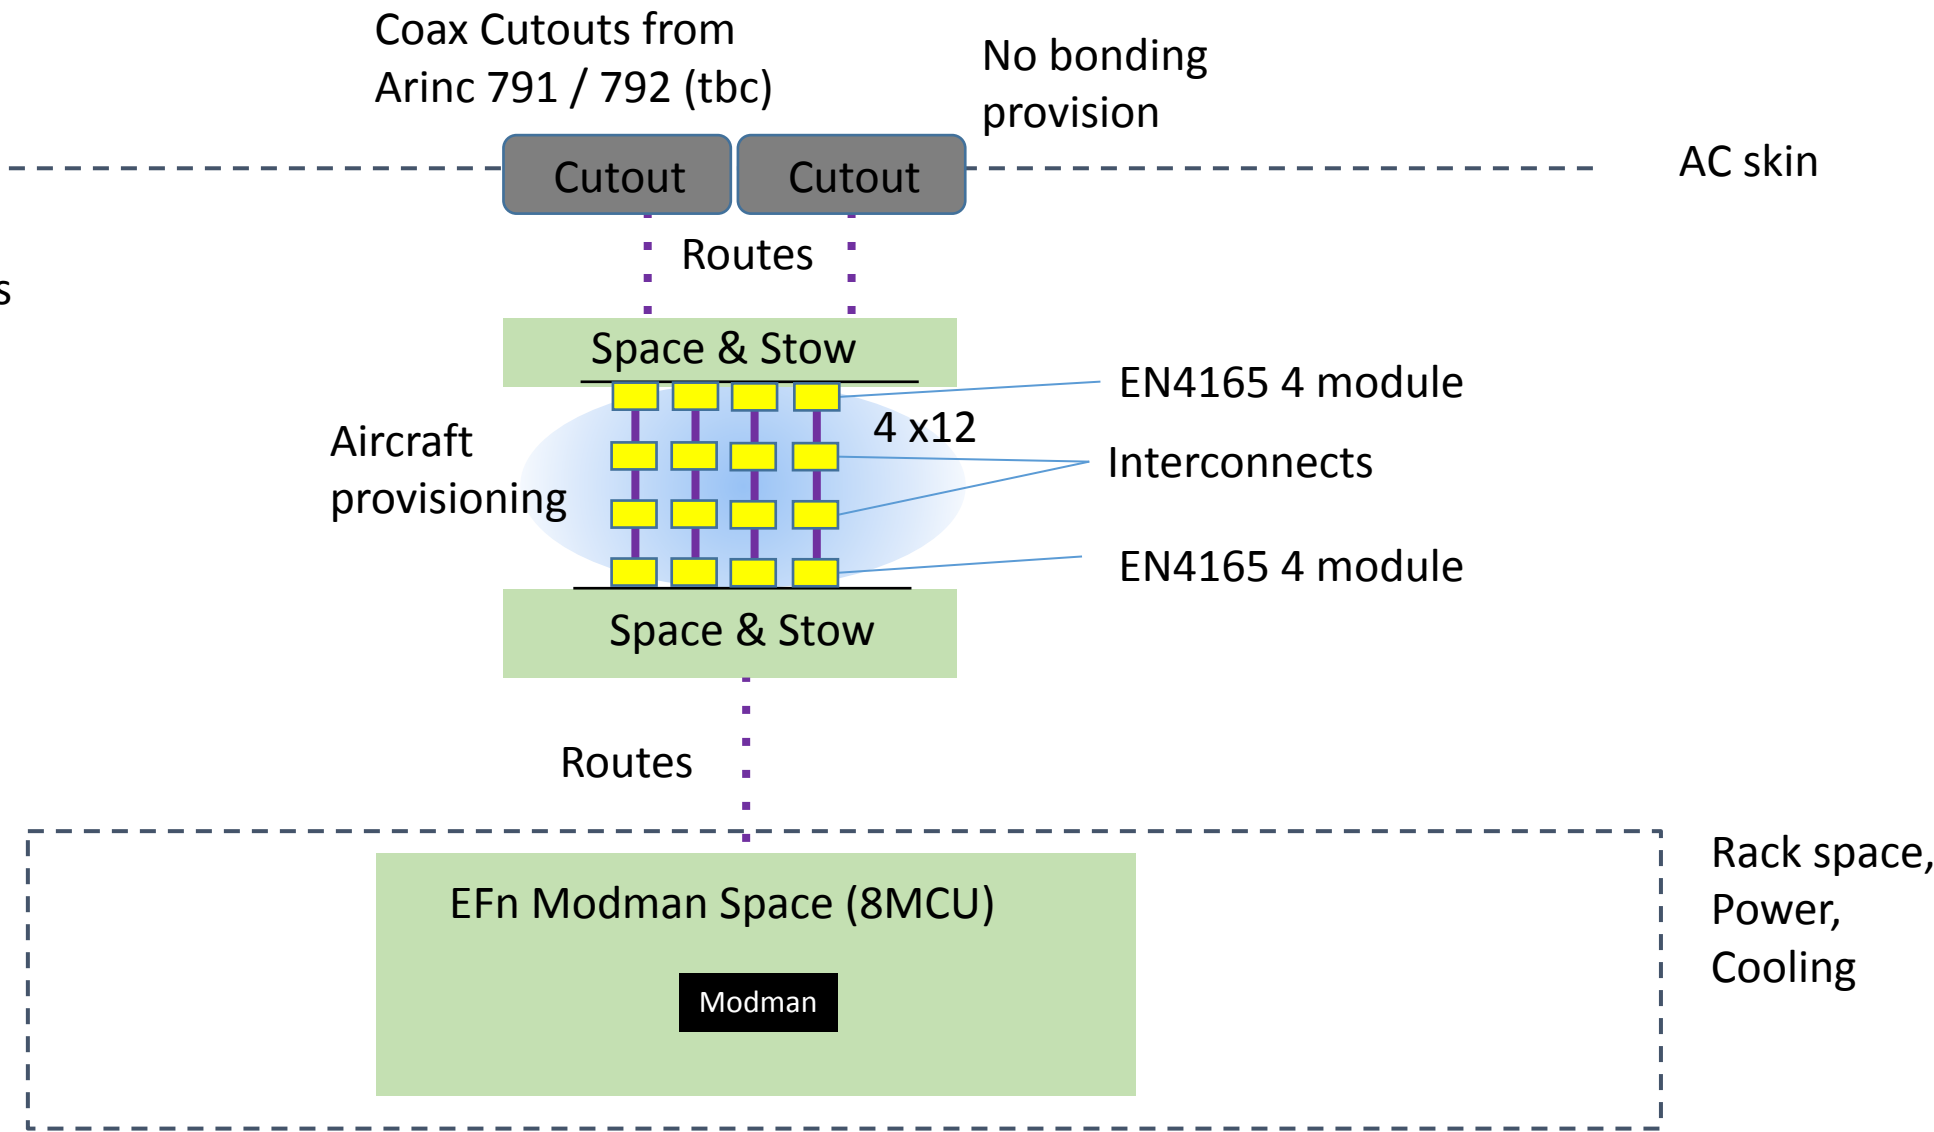 Coax Cutouts from
Arinc 791 / 792 (tbc)
No bonding
provision
Cutout
Cutout
AC skin
Routes
s
Space & Stow
EN4165 4 module
4 x12
Aircraft
provisioning
Interconnects
EN4165 4 module
Space & Stow
Routes
EFn Modman Space (8MCU)
Modman
Rack space,
Power,
Cooling